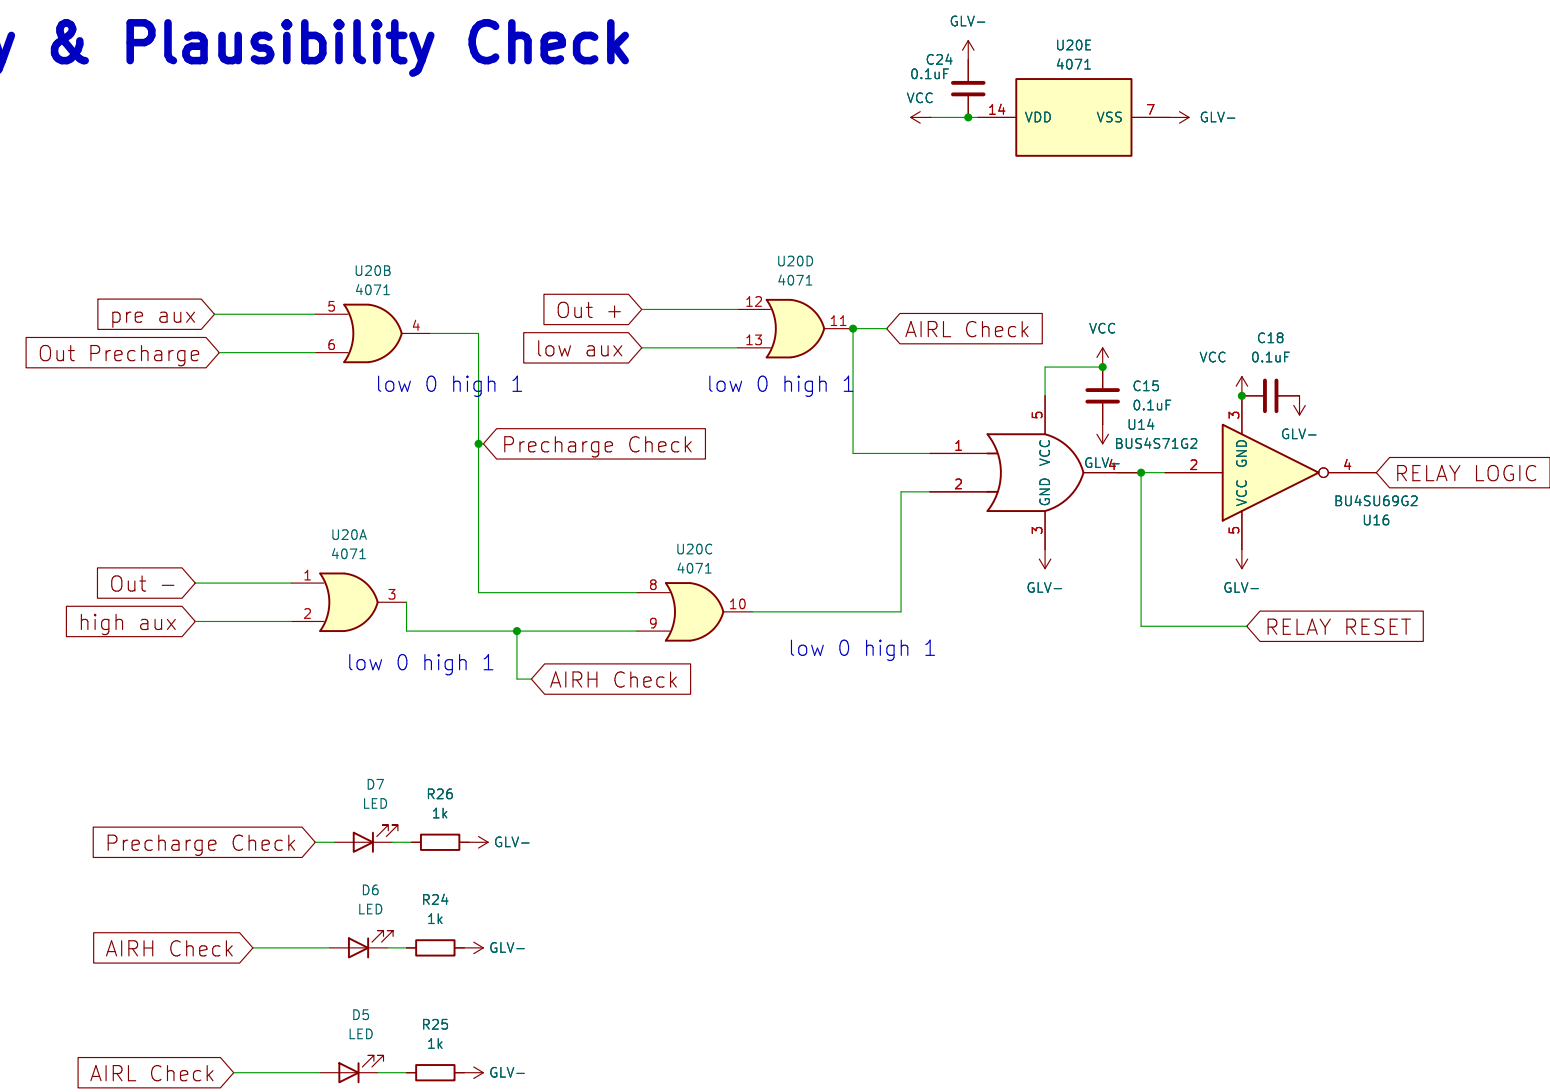 y & Plausibility Check
GLV-
C24
0.1uF
VCC
U20E
4071
14
VDD
VSS
7
GLV-
U20B
4071
pre aux
5
Out Precharge
6
4
low 0 high 1
U20D
4071
Out +
12
low aux
13
11
AIRL Check
low 0 high 1
Precharge Check
VCC
C15
0.1uF
U14
BUS4S71G2
GLV-
5
VCC
GND
1
2
4
3
GLV-
VCC
C18
0.1uF
GLV-
3
GND
VCC
2
4
5
GLV-
RELAY LOGIC
BU4SU69G2
U16
RELAY RESET
U20A
4071
Out -
1
high aux
2
3
low 0 high 1
U20C
4071
8
9
10
low 0 high 1
AIRH Check
D7
LED
R26
1k
Precharge Check
GLV-
D6
LED
R24
1k
AIRH Check
GLV-
D5
LED
R25
1k
AIRL Check
GLV-